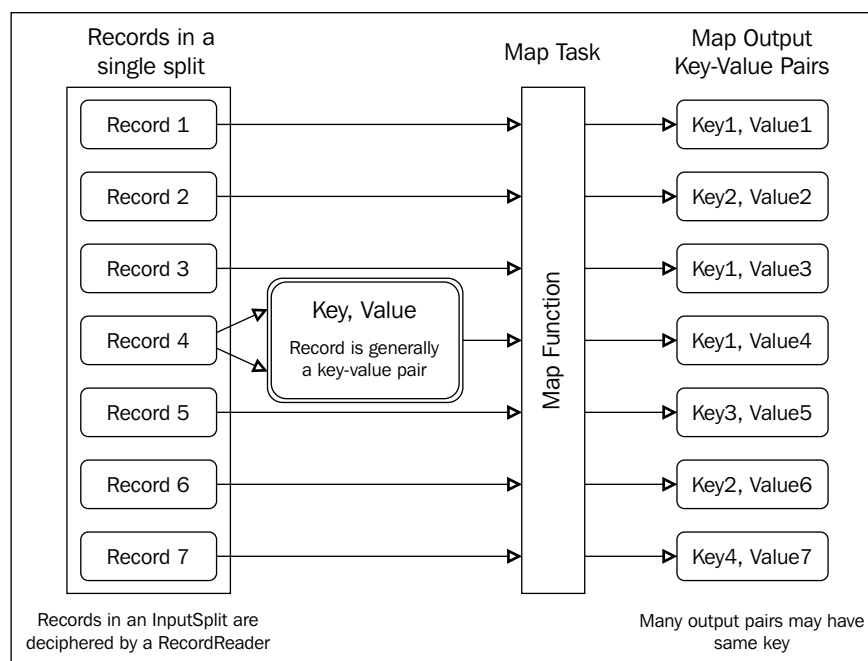 Records in a
single split
Map Task
Map Output
Key-Value Pairs
Record 1
Key1, Value1
Record 2
Key2, Value2
Record 3
Key1, Value3
Key, Value
Record is generally
a key-value pair
Record 4
Map Function
Key1, Value4
Record 5
Key3, Value5
Record 6
Key2, Value6
Record 7
Key4, Value7
Records in an InputSplit are
deciphered by a RecordReader
Many output pairs may have
same key